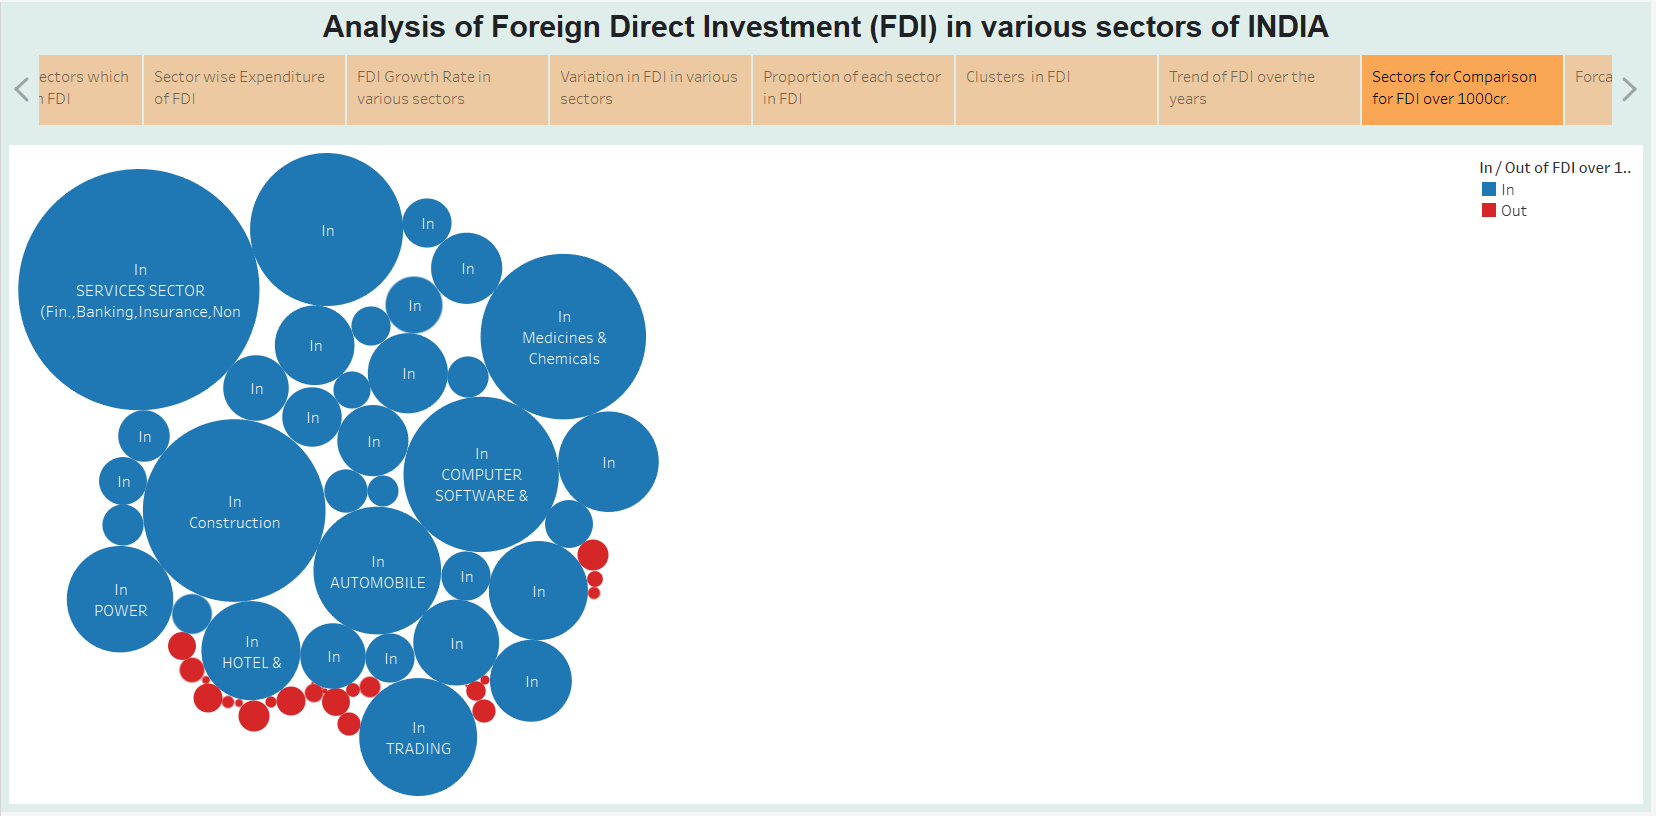 Analysis of Foreign Direct Investment (FDI) in various sectors of INDIA
ectors which
FDI
Sector wise Expenditure
of FDI
FDI Growth Rate in
various sectors
Variation in FDI in various
sectors
Proportion of each sector
in FDI
Clusters in FDI
Trend of FDI over the
years
Sectors for Comparison
for FDI over 1000cr.
Forca
In / Out of FDI over 1..
In
Out
In
SERVICES SECTOR
(Fin.,Banking,Insurance,Non
In
In
In
In
In
Medicines &
Chemicals
In
In
In
In
In
In
In
COMPUTER
SOFTWARE &
In
In
In
In
Construction
In
AUTOMOBILE
In
In
In
POWER
In
HOTEL &
In
In
In
In
In
TRADING